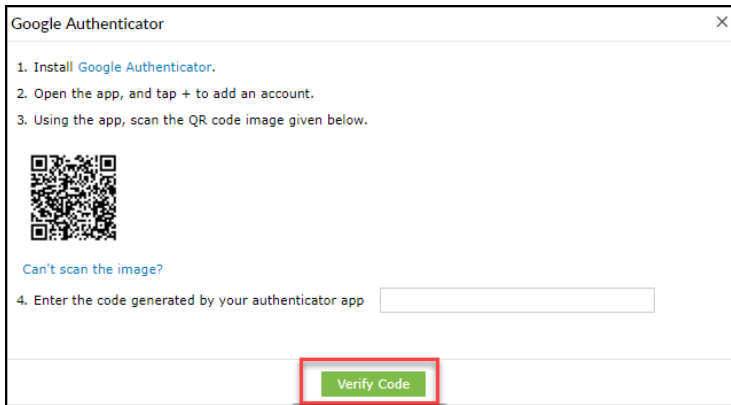 Google Authenticator
1. Install Google Authenticator.
2. Open the app, and tap + to add an account.
3. Using the app, scan the QR code image given below.
Can't scan the image?
4. Enter the code generated by your authenticator app
Verify Code